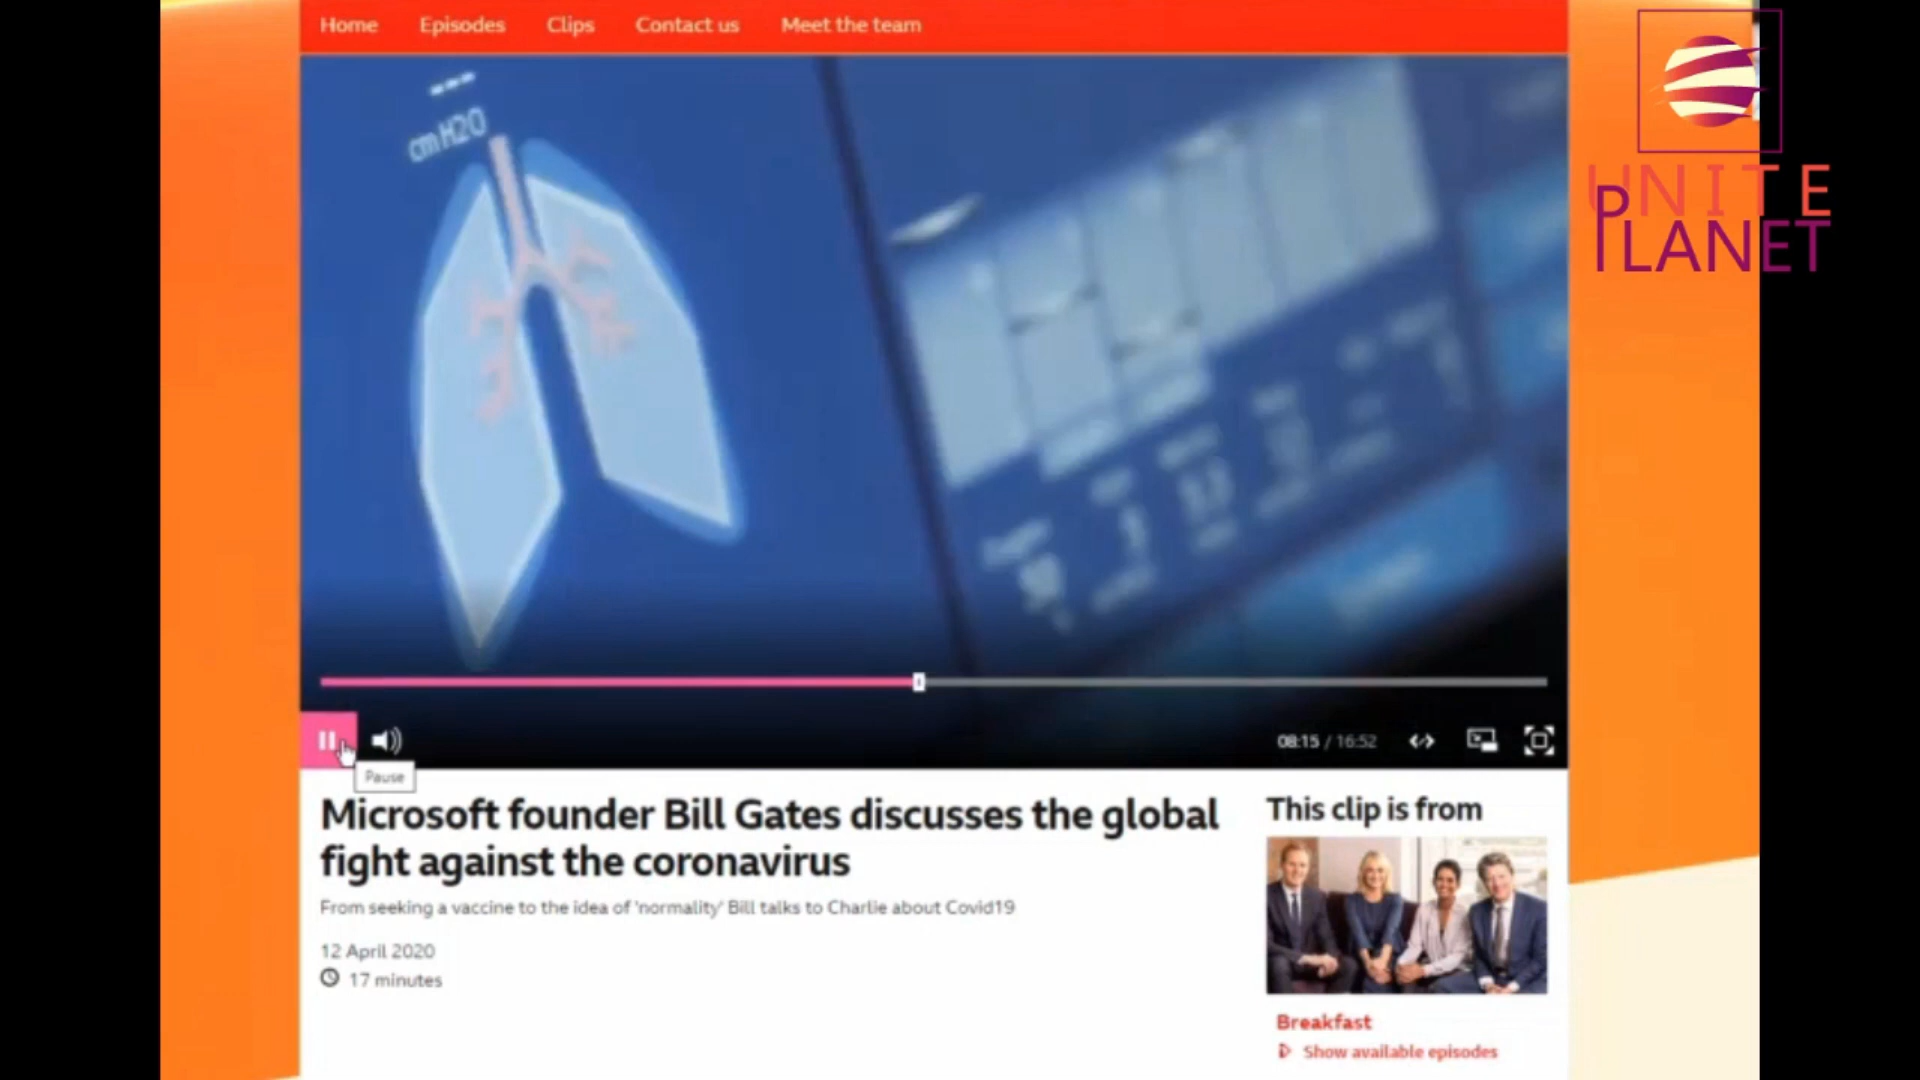 Home Episodes Clips Contact us Meet the team
UNITE
PLANET
cmH2O
08:15 / 16:52
Pause
Microsoft founder Bill Gates discusses the global
fight against the coronavirus
From seeking a vaccine to the idea of 'normality' Bill talks to Charlie about Covid19
12 April 2020
17 minutes
This clip is from
Breakfast
Show available episodes